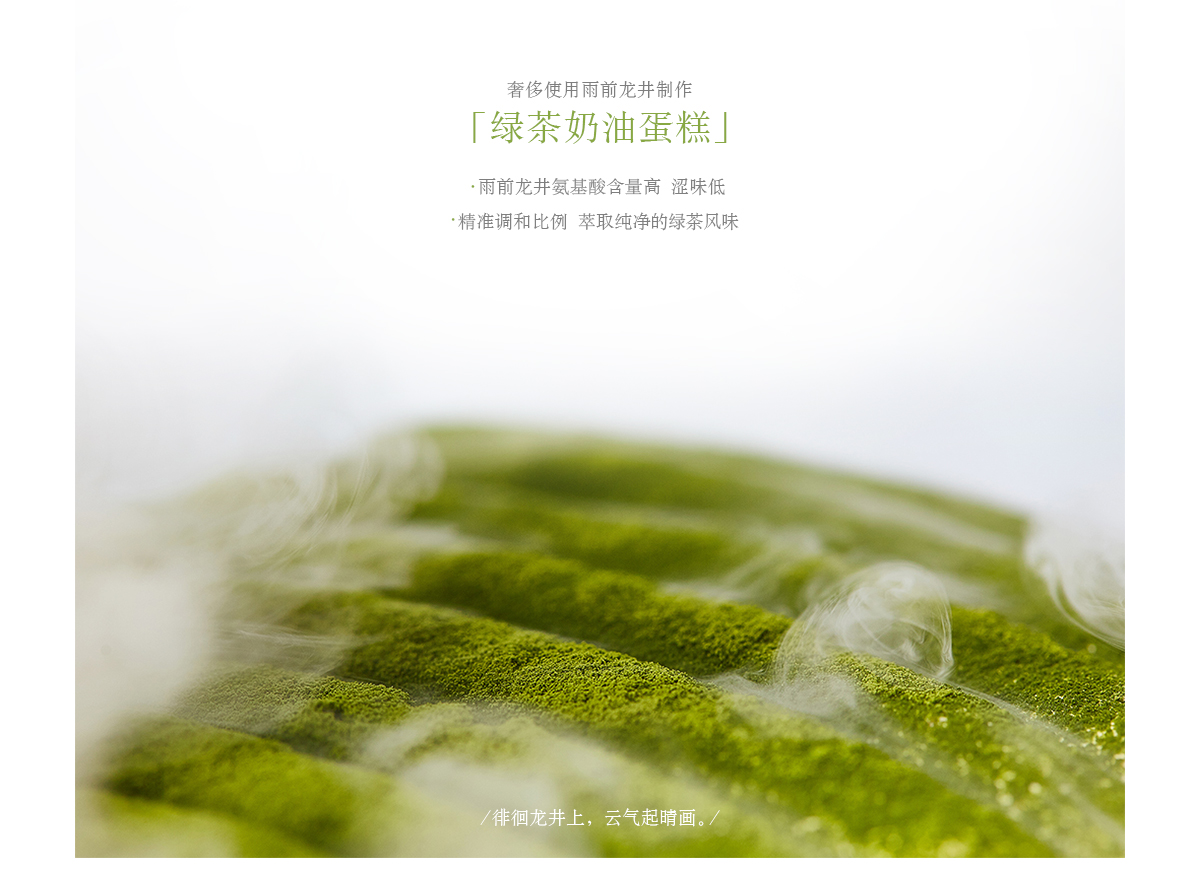 奢侈使用雨前龙井制作
「绿茶奶油蛋糕」
·雨前龙井氨基酸含量高 涩味低
·精准调和比例 萃取纯净的绿茶风味
/徘徊龙井上，云气起晴画。/